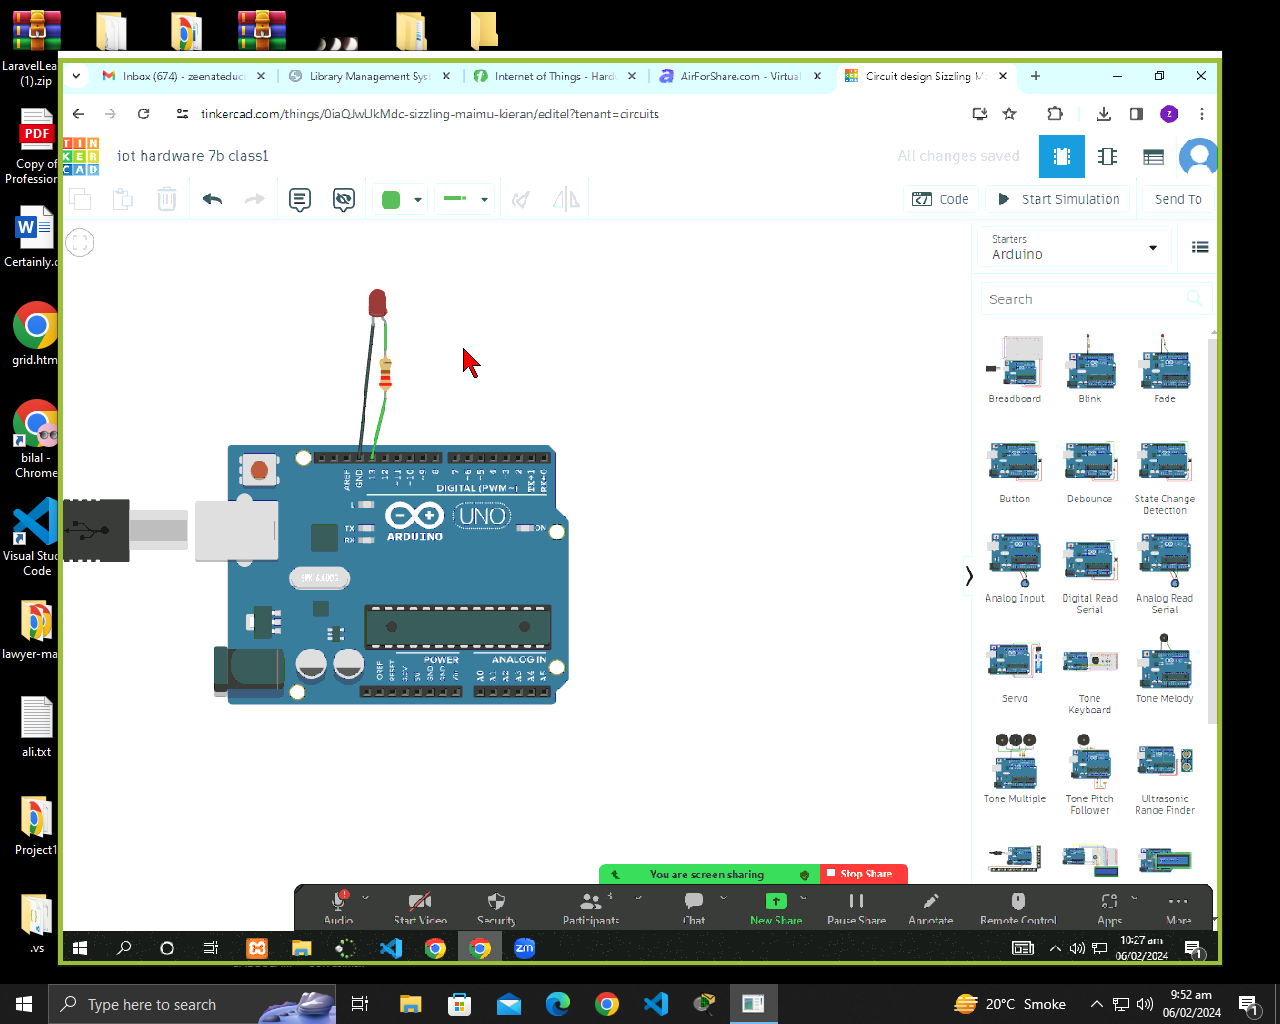 LaravelLea
(1).zip
Copy of
Profession
Certainly.c
grid.htm
bilal -
Chrome
Visual Stud
Code
lawyer-ma
ali.txt
Project1
.vs
Inbox (674) - zeenateduc
Library Management Syst
Internet of Things - Hard
AirForShare.com - Virtual
Circuit design Sizzling M
tinkercad.com/things/0iaQJwUkMdc-sizzling-maimu-kieran/editel?tenant=circuits
TIN
KER
CAD
iot hardware 7b class1
All changes saved
Code
Start Simulation
Send To
Starters
Arduino
Search
Breadboard
Blink
Fade
Button
Debounce
State Change
Detection
Analog Input
Digital Read
Serial
Analog Read
Serial
Servo
Tone
Keyboard
Tone Melody
Tone Multiple
Tone Pitch
Follower
Ultrasonic
Range Finder
AREF
GND
13
12
~11
~10
~9
8
7
~6
~5
4
~3
2
TX→1
RX←0
DIGITAL (PWM~)
L
TX
RX
ARDUINO
UNO
ON
POWER
ANALOG IN
IOREF
RESET
3.3V
5V
GND
GND
Vin
A0
A1
A2
A3
A4
A5
You are screen sharing
Stop Share
Audio
Start Video
Security
Participants
Chat
New Share
Pause Share
Annotate
Remote Control
Apps
More
zm
10:27 am
06/02/2024
1
Type here to search
20°C Smoke
9:52 am
06/02/2024
1